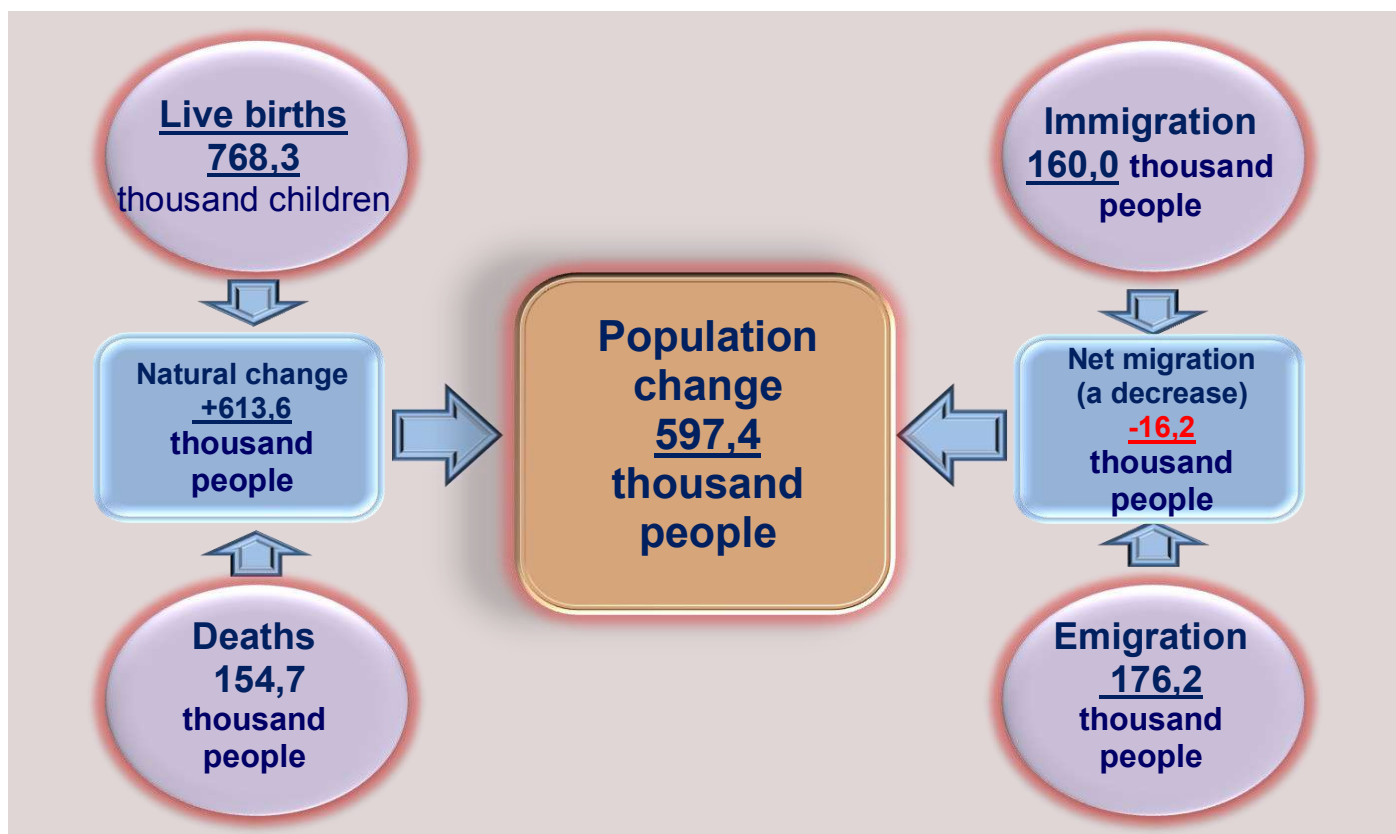 Live births
768,3
thousand children
Natural change
+613,6
thousand
people
Deaths
154,7
thousand
people
Population
change
597,4
thousand
people
Immigration
160,0 thousand
people
Net migration
(a decrease)
-16,2
thousand
people
Emigration
176,2
thousand
people